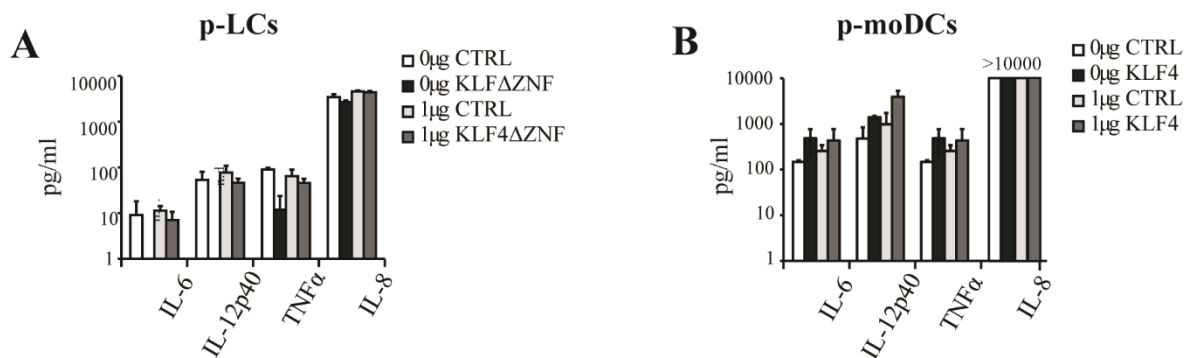 A
p-LCs
0µg CTRL
0µg KLFΔZNF
1µg CTRL
1µg KLF4ΔZNF
pg/ml
10000
1000
100
10
1
IL-6
IL-12p40
TNFα
IL-8
B
p-moDCs
0µg CTRL
0µg KLF4
1µg CTRL
1µg KLF4
>10000
pg/ml
10000
1000
100
10
1
IL-6
IL-12p40
TNFα
IL-8